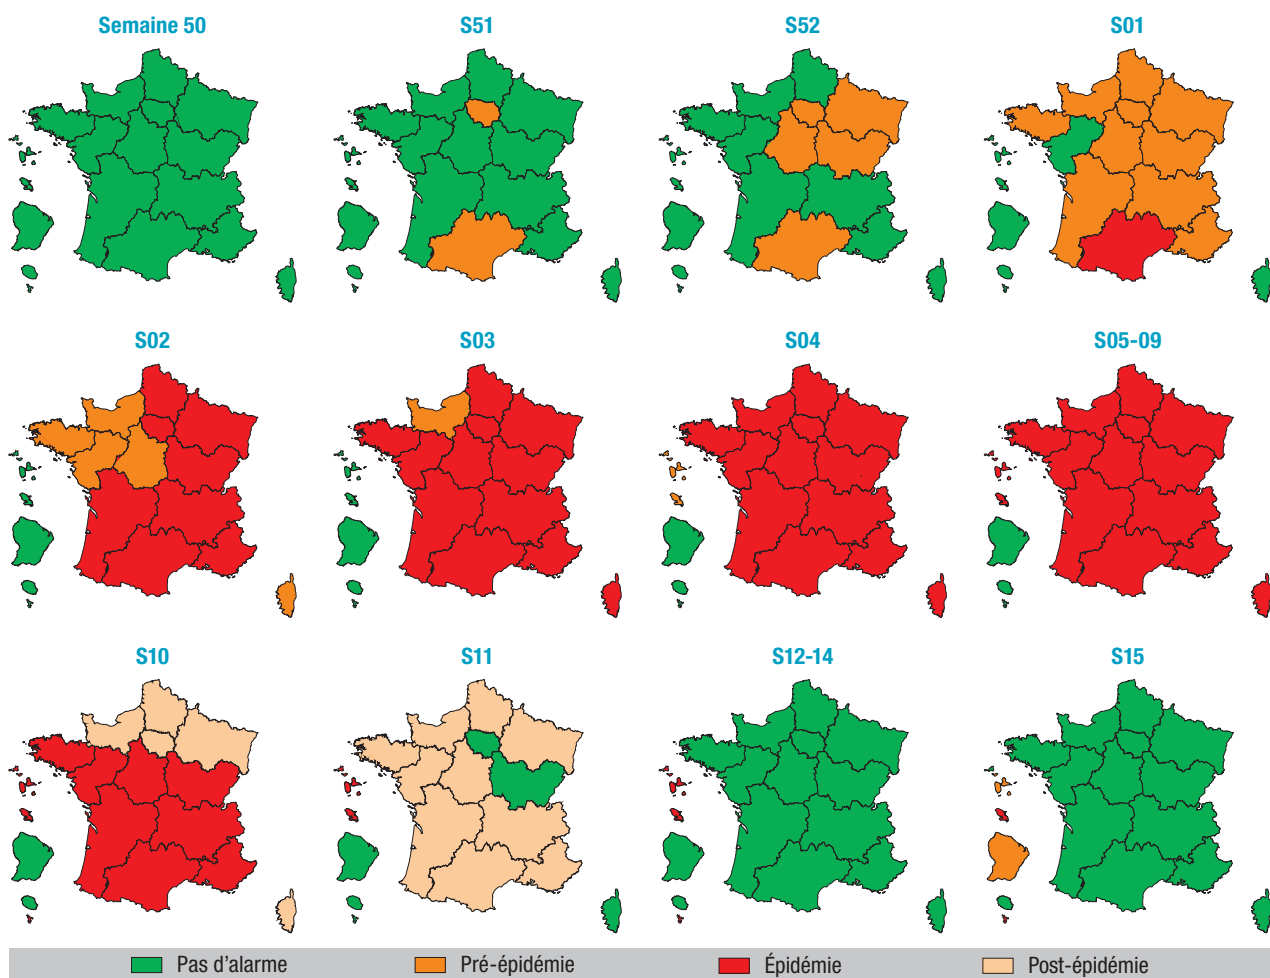 Semaine 50
S51
S52
S01
S02
S03
S04
S05-09
S10
S11
S12-14
S15
Pas d'alarme
Pré-épidémie
Épidémie
Post-épidémie